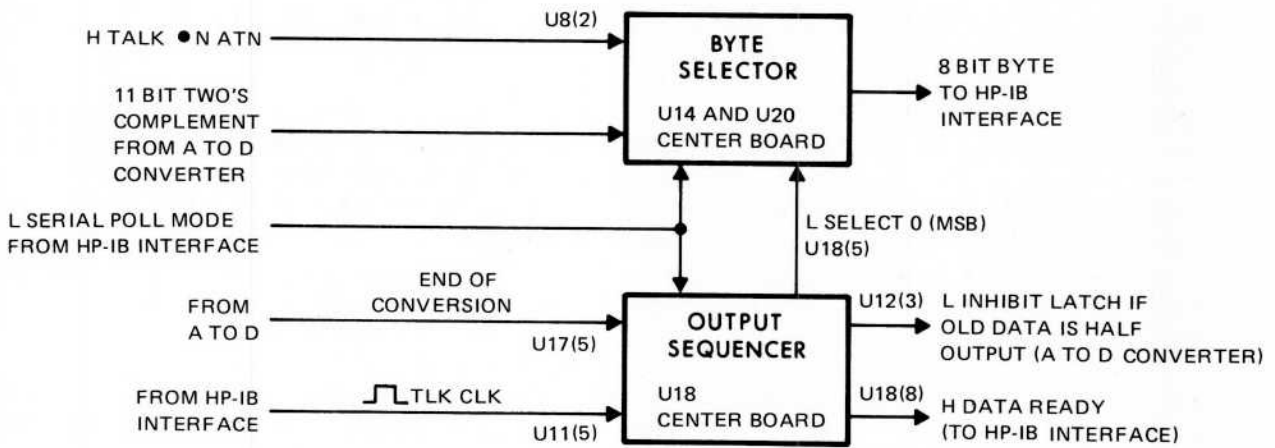 U8(2)
H TALK ● N ATN
BYTE
SELECTOR
U14 AND U20
CENTER BOARD
8 BIT BYTE
TO HP-IB
INTERFACE
11 BIT TWO'S
COMPLEMENT
FROM A TO D
CONVERTER
L SERIAL POLL MODE
FROM HP-IB INTERFACE
L SELECT 0 (MSB)
U18(5)
FROM
A TO D
END OF
CONVERSION
U17(5)
OUTPUT
SEQUENCER
U18
CENTER BOARD
U12(3)
L INHIBIT LATCH IF
OLD DATA IS HALF
OUTPUT (A TO D CONVERTER)
FROM HP-IB
INTERFACE
TLK CLK
U11(5)
U18(8)
H DATA READY
(TO HP-IB INTERFACE)